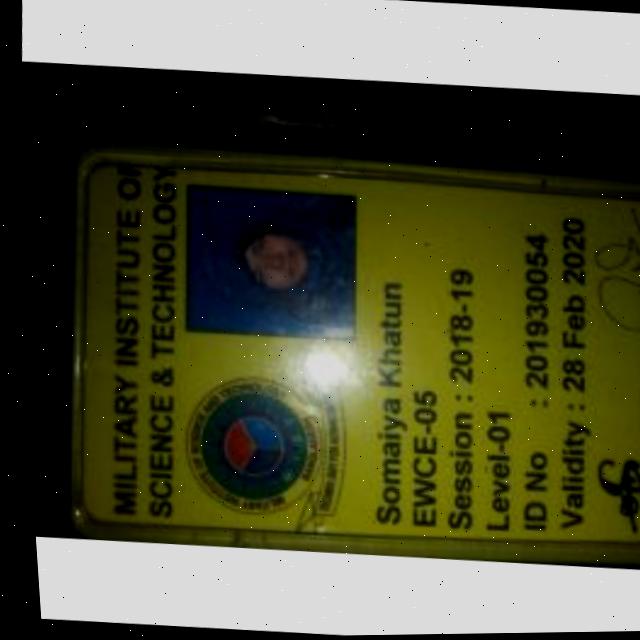 MILITARY INSTITUTE OF
SCIENCE & TECHNOLOGY
Somaiya Khatun
EWCE-05
Session : 2018-19
Level-01
ID No : 201930054
Validity : 28 Feb 2020